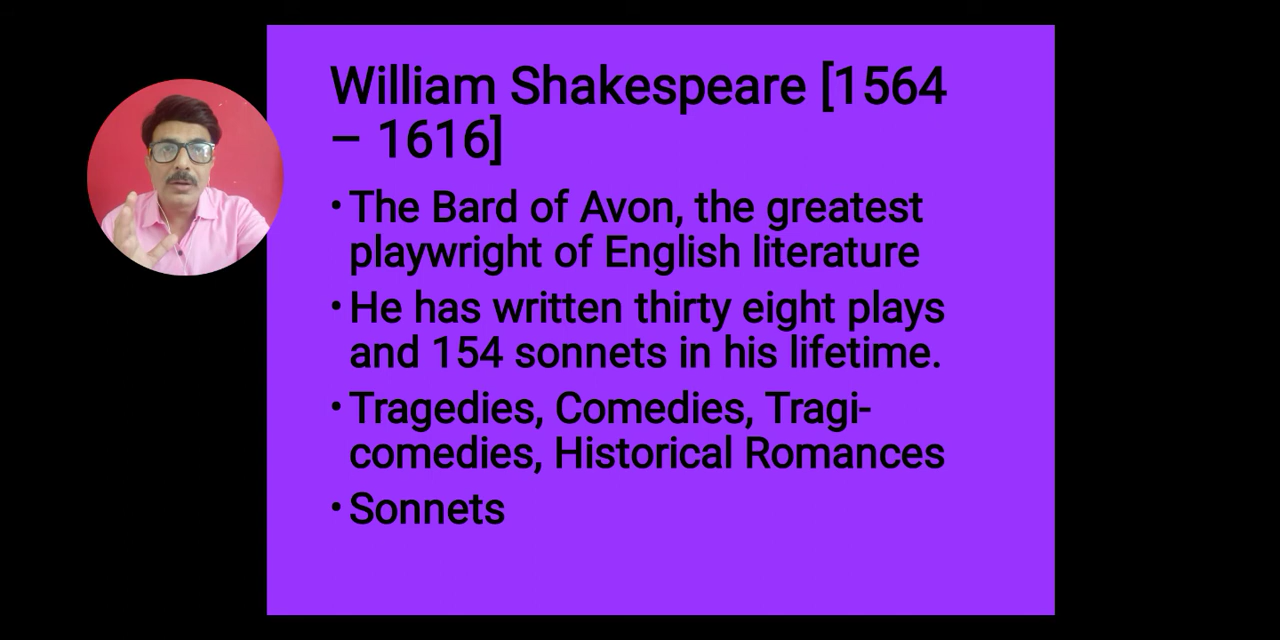 William Shakespeare [1564
– 1616]
• The Bard of Avon, the greatest
playwright of English literature
• He has written thirty eight plays
and 154 sonnets in his lifetime.
• Tragedies, Comedies, Tragi-
comedies, Historical Romances
• Sonnets